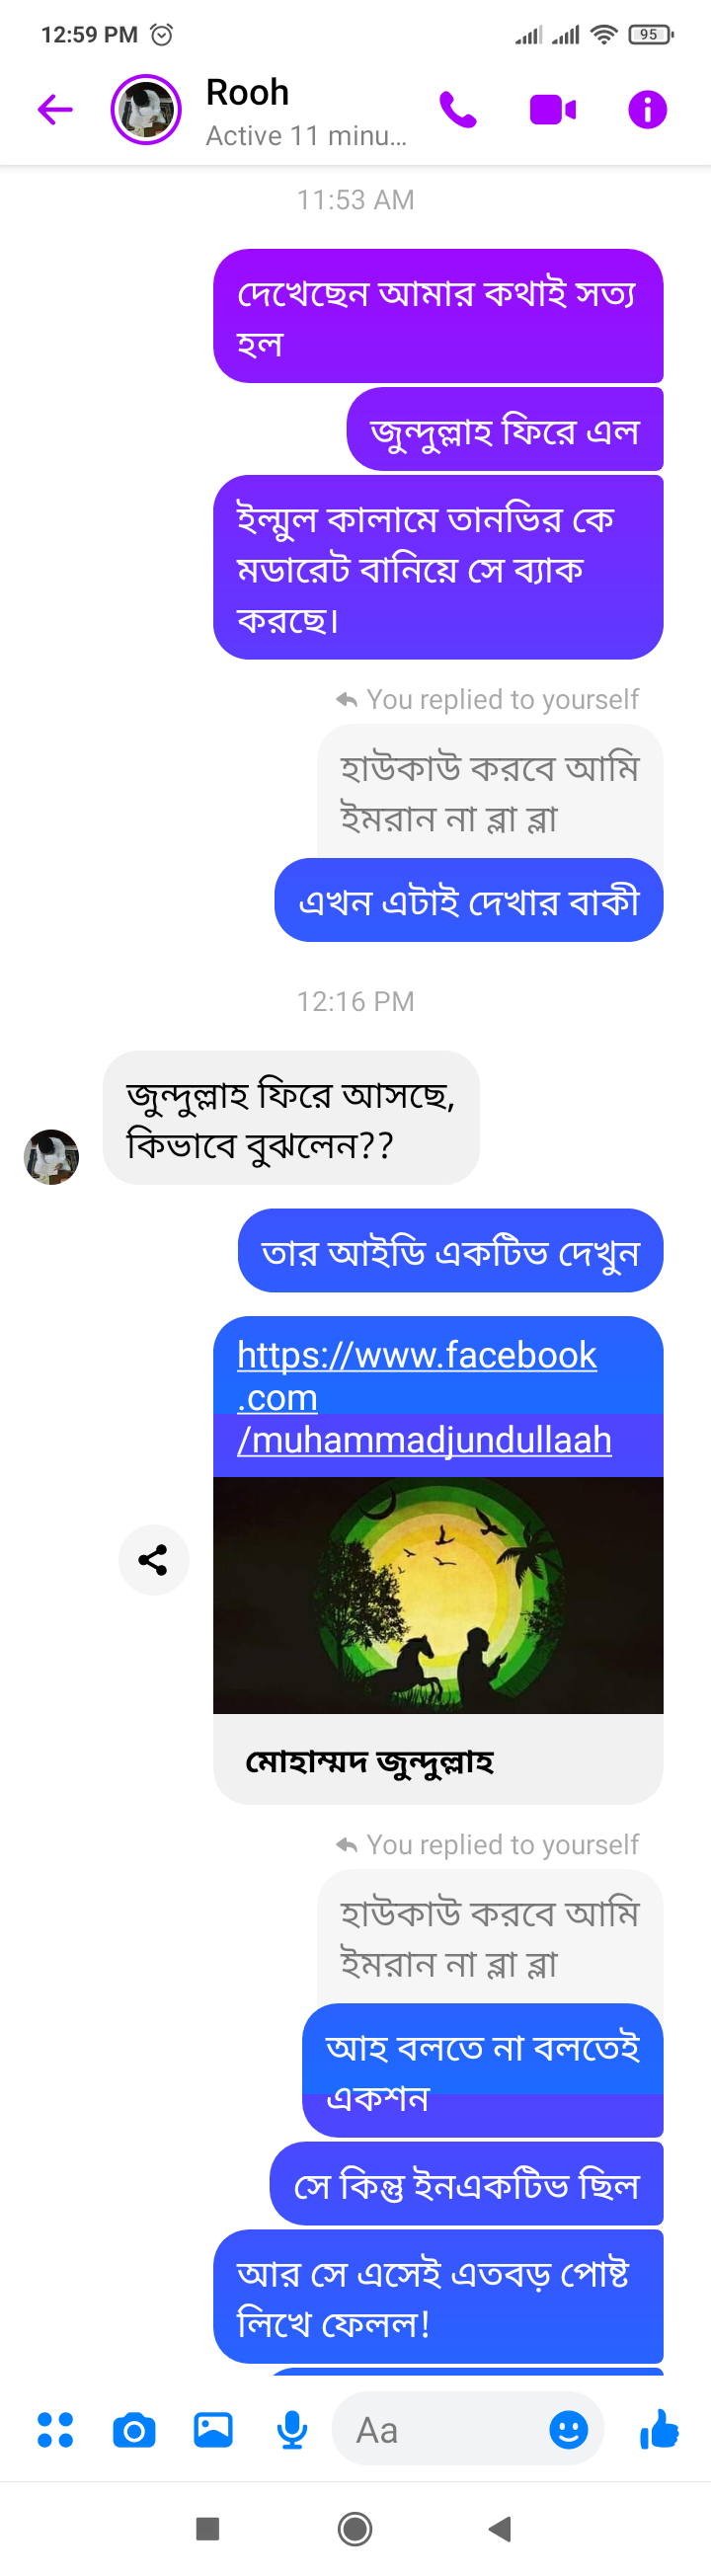 12:59 PM
95
Rooh
Active 11 minu...
11:53 AM
দেখেছেন আমার কথাই সত্য
হল
জুন্দুল্লাহ ফিরে এল
ইল্মুল কালামে তানভির কে
মডারেট বানিয়ে সে ব্যাক
করছে।
You replied to yourself
হাউকাউ করবে আমি
ইমরান না ব্লা ব্লা
এখন এটাই দেখার বাকী
12:16 PM
জুন্দুল্লাহ ফিরে আসছে,
কিভাবে বুঝলেন??
তার আইডি একটিভ দেখুন
https://www.facebook
.com
/muhammadjundullaah
মোহাম্মদ জুন্দুল্লাহ
You replied to yourself
হাউকাউ করবে আমি
ইমরান না ব্লা ব্লা
আহ বলতে না বলতেই
একশন
সে কিন্তু ইনএকটিভ ছিল
আর সে এসেই এতবড় পোষ্ট
লিখে ফেলল!
Aa